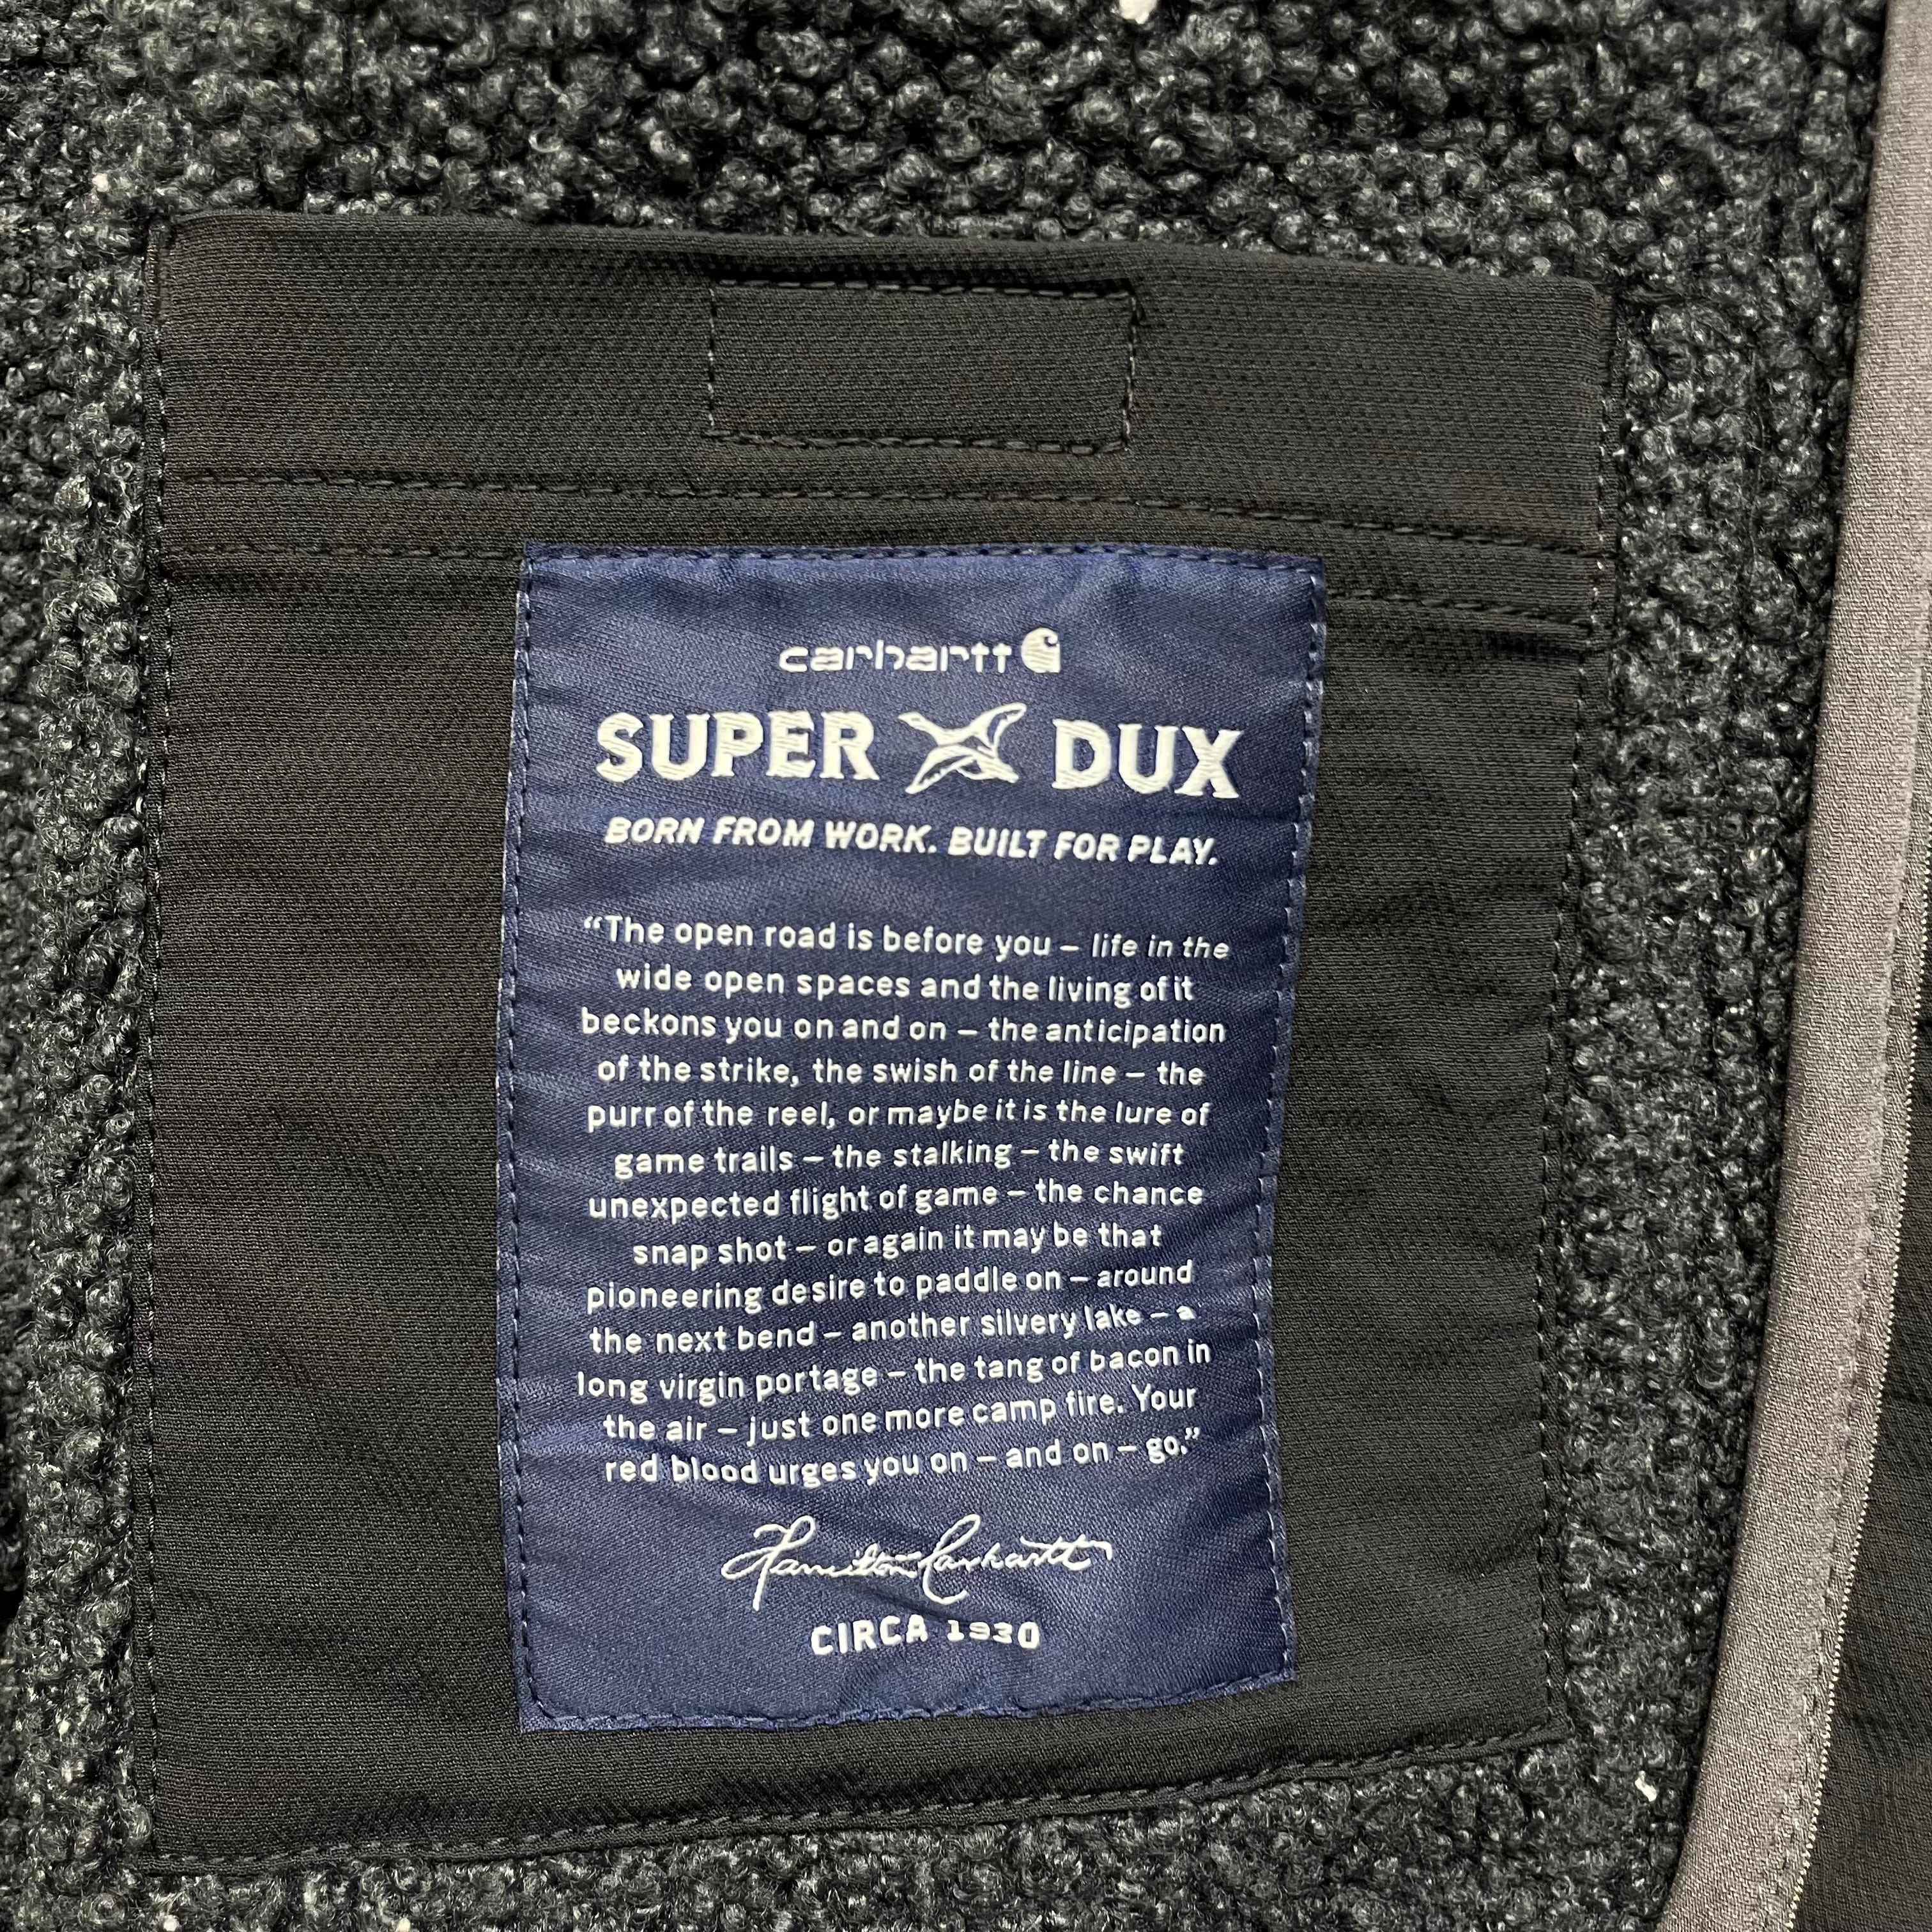 carhartt
SUPER DUX
BORN FROM WORK. BUILT FOR PLAY.
“The open road is before you – life in the
wide open spaces and the living of it
beckons you on and on – the anticipation
of the strike, the swish of the line – the
purr of the reel, or maybe it is the lure of
game trails – the stalking – the swift
unexpected flight of game – the chance
snap shot – or again it may be that
pioneering desire to paddle on – around
the next bend – another silvery lake – a
long virgin portage – the tang of bacon in
the air – just one more camp fire. Your
red blood urges you on – and on – go.”
Hamilton Carhartt
CIRCA 1930